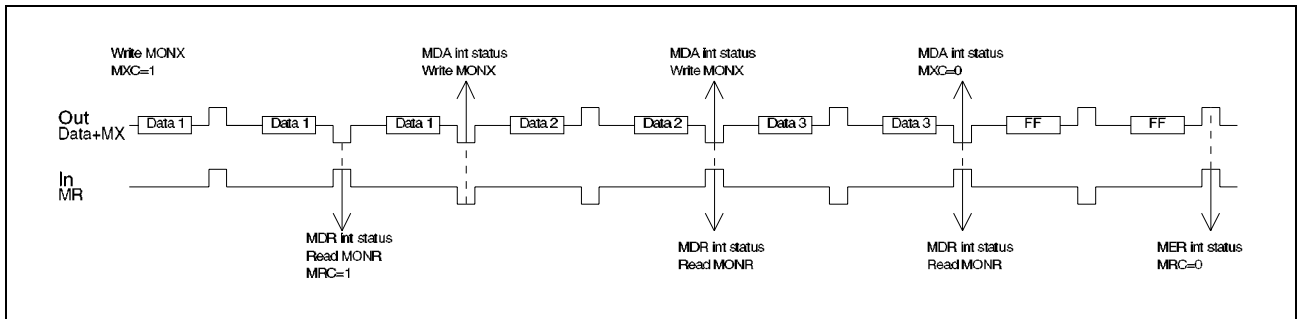 Write MONX
MXC=1
MDA int status
Write MONX
MDA int status
Write MONX
MDA int status
MXC=0
Out
Data+MX
Data 1
Data 1
Data 1
Data 2
Data 2
Data 3
Data 3
FF
FF
In
MR
MDR int status
Read MONR
MRC=1
MDR int status
Read MONR
MDR int status
Read MONR
MER int status
MRC=0